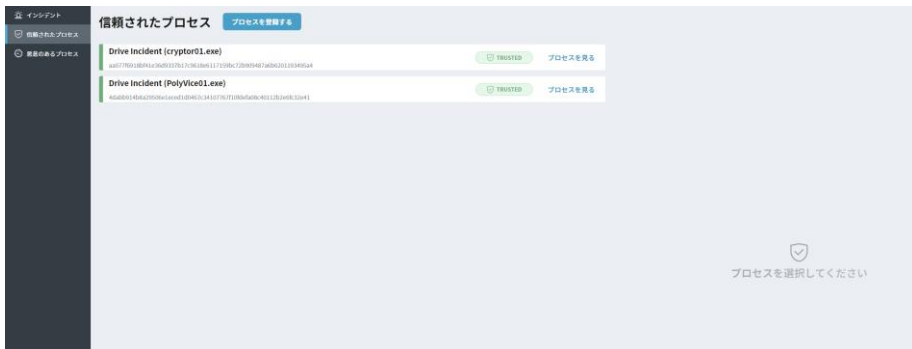 インシデント
信頼されたプロセス
悪意のあるプロセス
信頼されたプロセス
プロセスを登録する
Drive Incident (cryptor01.exe)
TRUSTED
プロセスを見る
Drive Incident (PolyVice01.exe)
TRUSTED
プロセスを見る
プロセスを選択してください